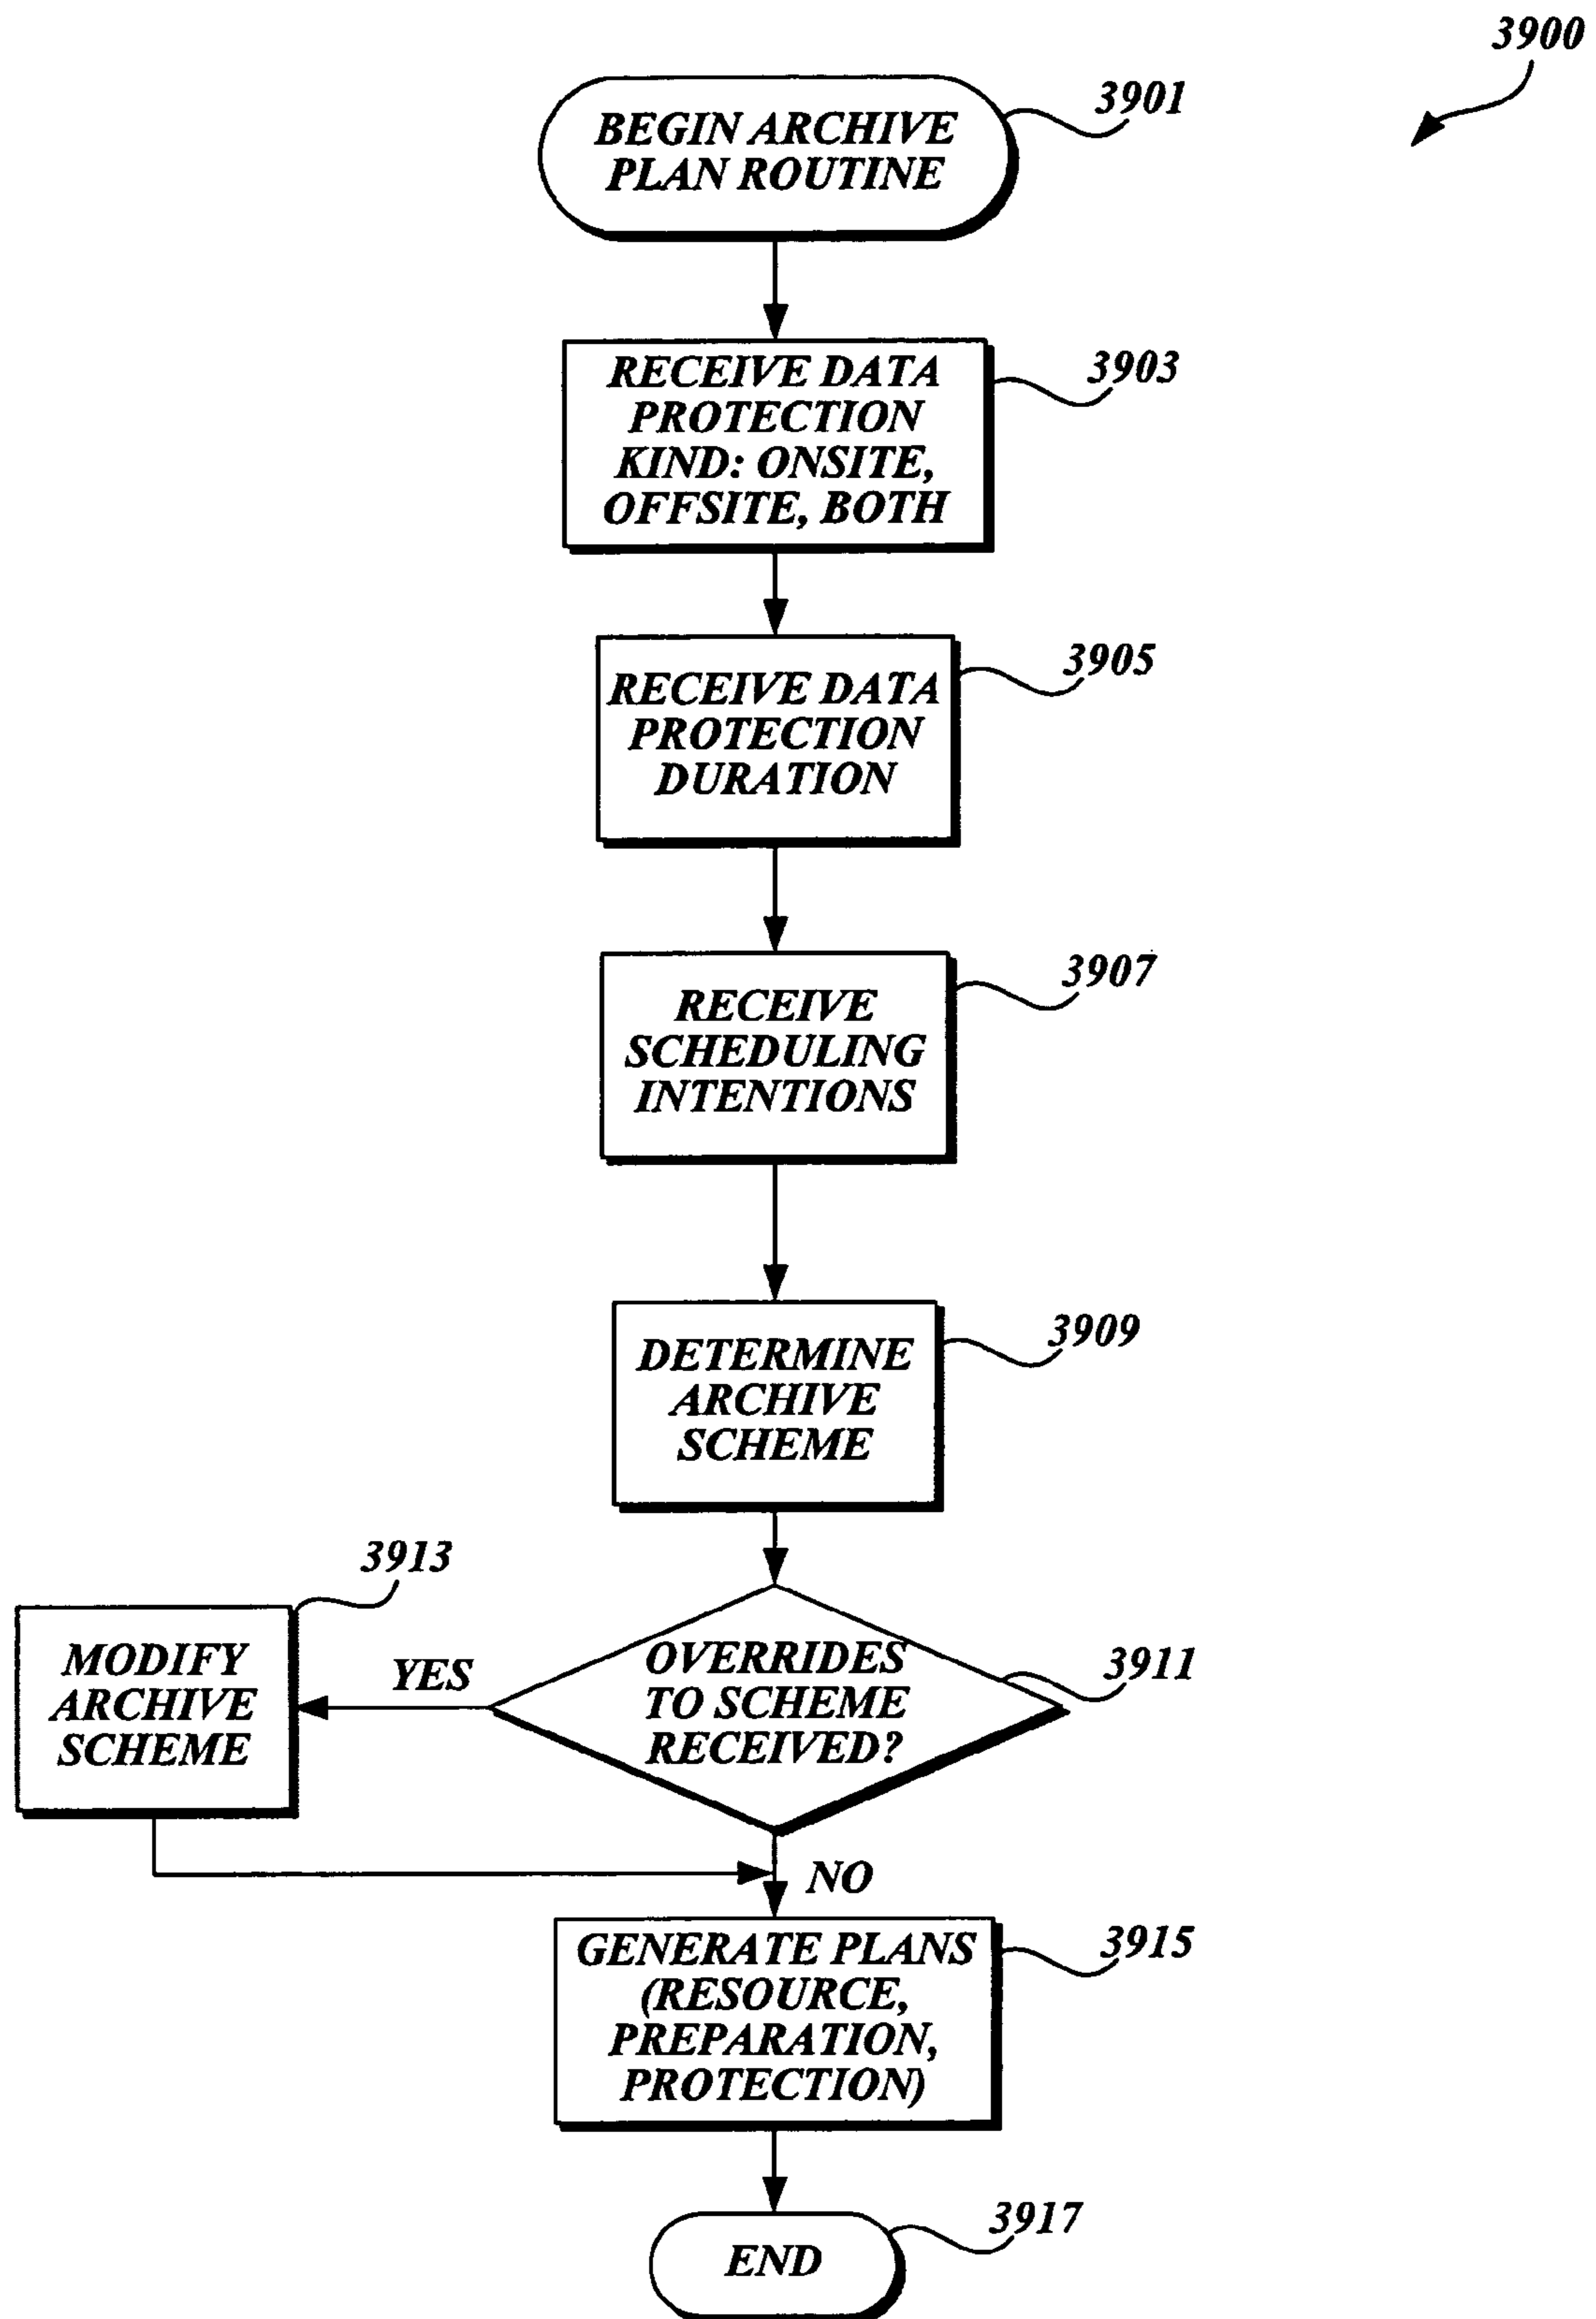 3900
BEGIN ARCHIVE
PLAN ROUTINE
3901
RECEIVE DATA
PROTECTION
KIND: ONSITE,
OFFSITE, BOTH
3903
RECEIVE DATA
PROTECTION
DURATION
3905
RECEIVE
SCHEDULING
INTENTIONS
3907
DETERMINE
ARCHIVE
SCHEME
3909
OVERRIDES
TO SCHEME
RECEIVED?
3911
YES
MODIFY
ARCHIVE
SCHEME
3913
NO
GENERATE PLANS
(RESOURCE,
PREPARATION,
PROTECTION)
3915
END
3917